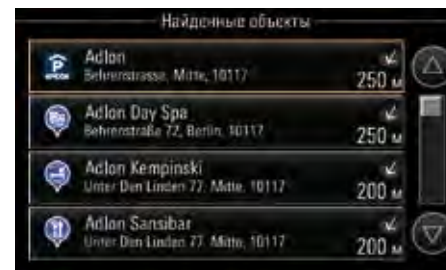 Найденные объекты
Adlon
Behrenstrasse, Mitte, 10117
250 м
Adlon Day Spa
Behrenstraße 72, Berlin, 10117
250 м
Adlon Kempinski
Unter Den Linden 77, Mitte, 10117
200 м
Adlon Sansibar
Unter Den Linden 77, Mitte, 10117
200 м